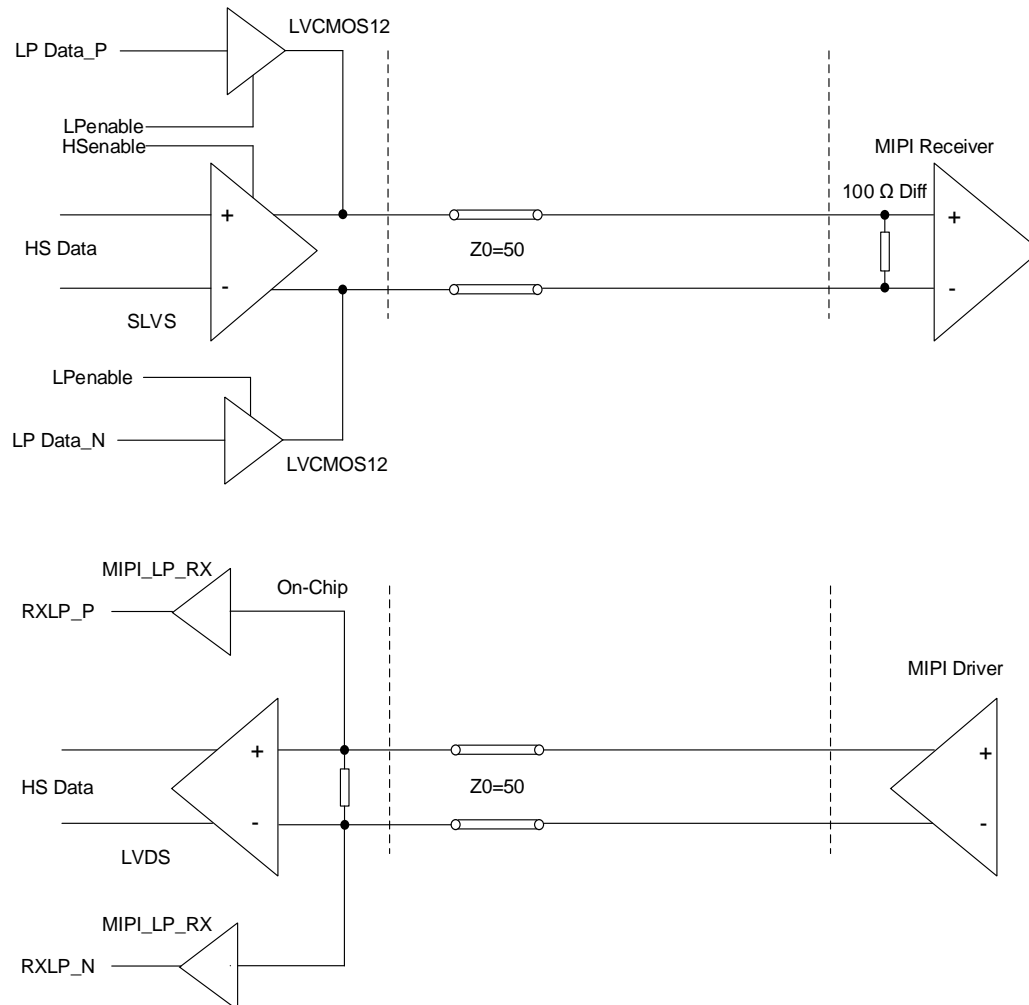 LVCMOS12
LP Data_P
LPenable
HSenable
MIPI Receiver
100 Ω Diff
+
+
HS Data
Z0=50
-
-
SLVS
LPenable
LP Data_N
LVCMOS12
MIPI_LP_RX
On-Chip
RXLP_P
MIPI Driver
+
+
HS Data
Z0=50
-
-
LVDS
MIPI_LP_RX
RXLP_N